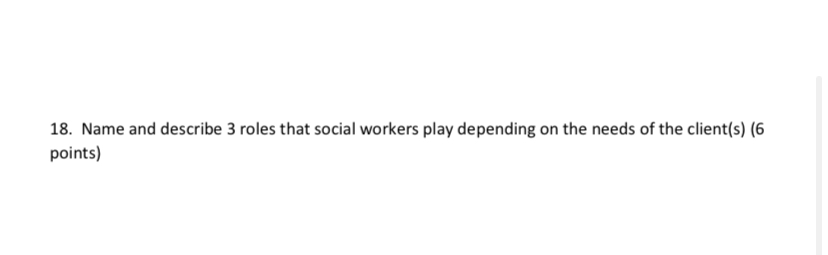 18. Name and describe 3 roles that social workers play depending on the needs of the client(s) (6
points)